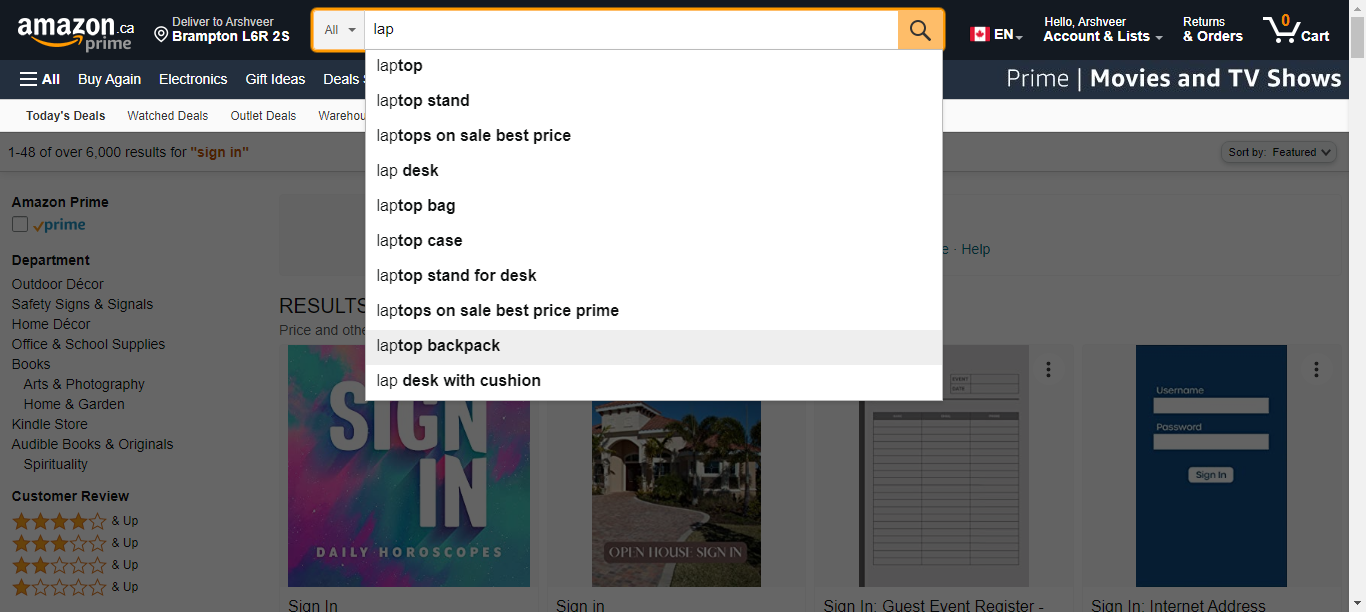 amazon.ca
prime
Deliver to Arshveer
Brampton L6R 2S
All
lap
EN
Hello, Arshveer
Account & Lists
Returns
& Orders
0
Cart
All
Buy Again
Electronics
Gift Ideas
Deals
Prime | Movies and TV Shows
Today's Deals
Watched Deals
Outlet Deals
laptop
laptop stand
laptops on sale best price
lap desk
laptop bag
laptop case
laptop stand for desk
laptops on sale best price prime
laptop backpack
lap desk with cushion
1-48 of over 6,000 results for "sign in"
Sort by: Featured
Amazon Prime
prime
Department
Outdoor Décor
Safety Signs & Signals
Home Décor
Office & School Supplies
Books
Arts & Photography
Home & Garden
Kindle Store
Audible Books & Originals
Spirituality
Customer Review
& Up
& Up
& Up
& Up
- Help
RESULTS
Price and
SIGN
IN
DAILY HOROSCOPES
OPEN HOUSE SIGN IN
EVENT
DATE
Username
Password
Sign In
Sign In
Sign in
Sign In: Guest Event Register -
Sign In: Internet Address